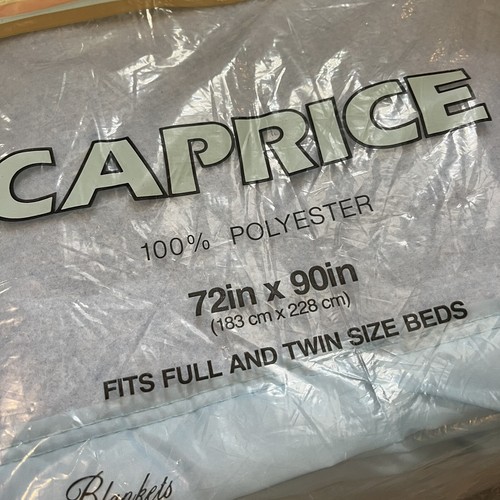 CAPRICE
100% POLYESTER
72in x 90in
(183 cm x 228 cm)
FITS FULL AND TWIN SIZE BEDS
Blankets